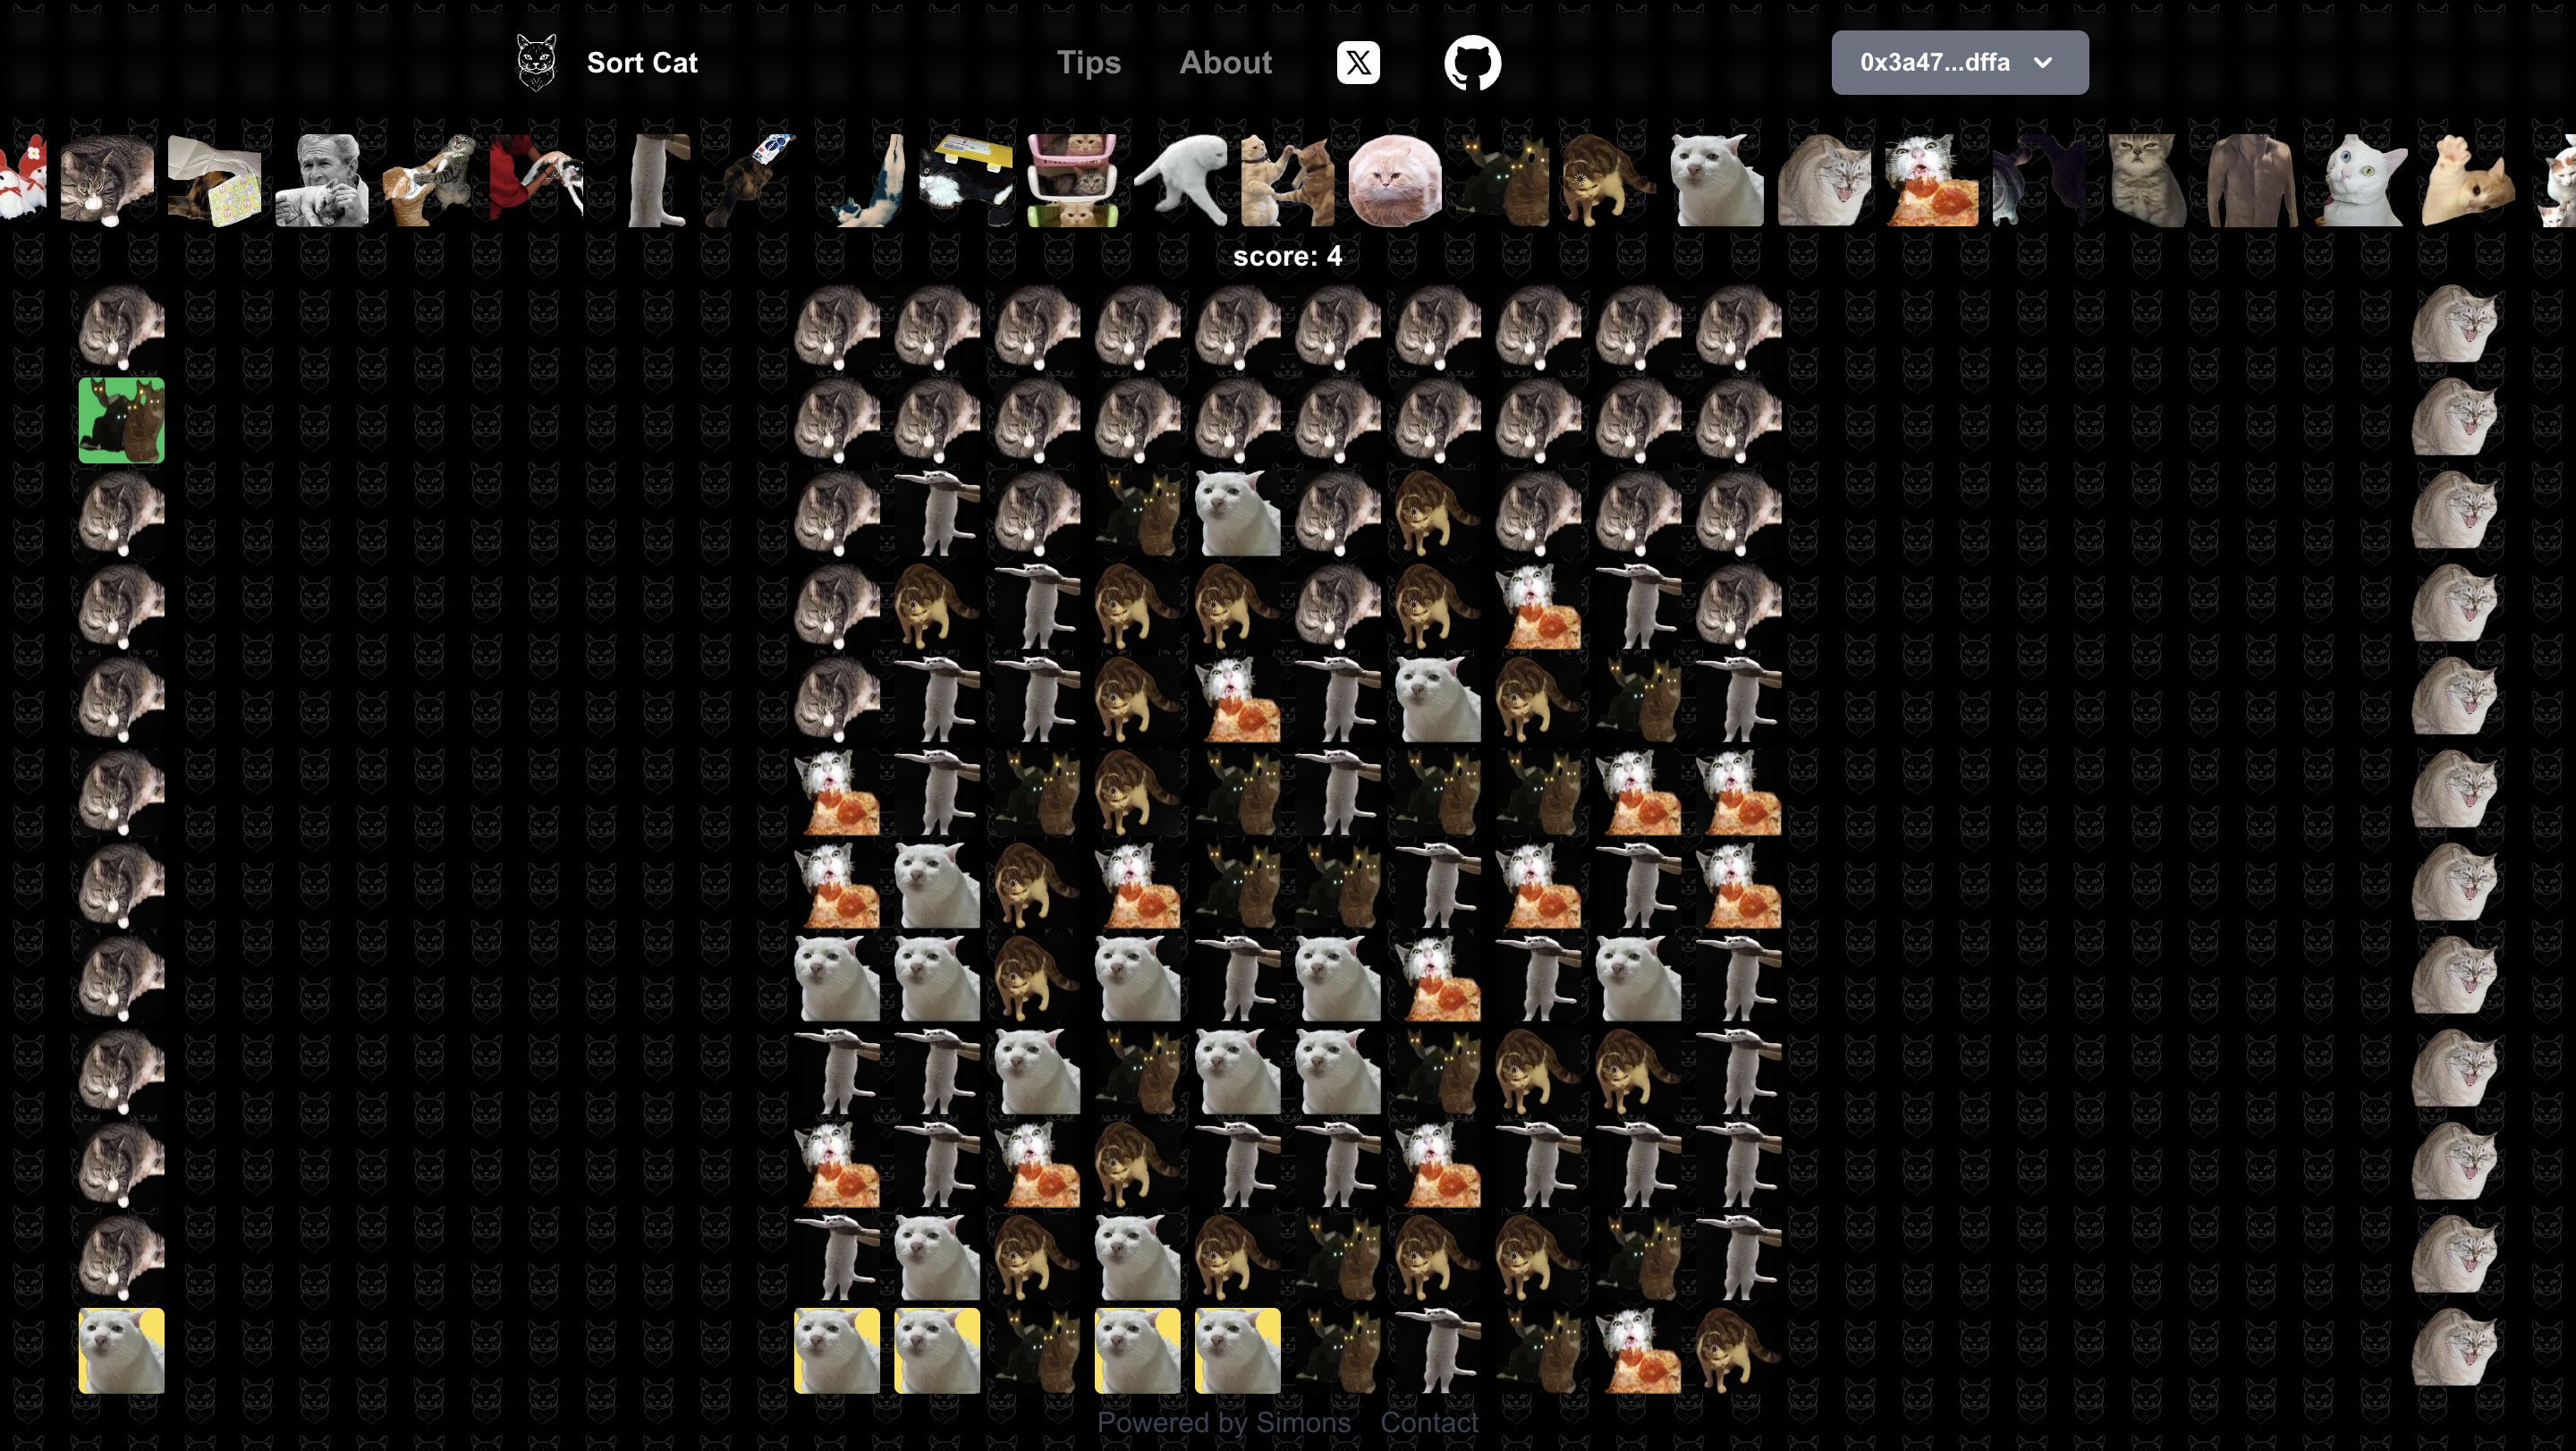 Sort Cat
Tips
About
0x3a47...dffa
score: 4
Powered by Simons
Contact